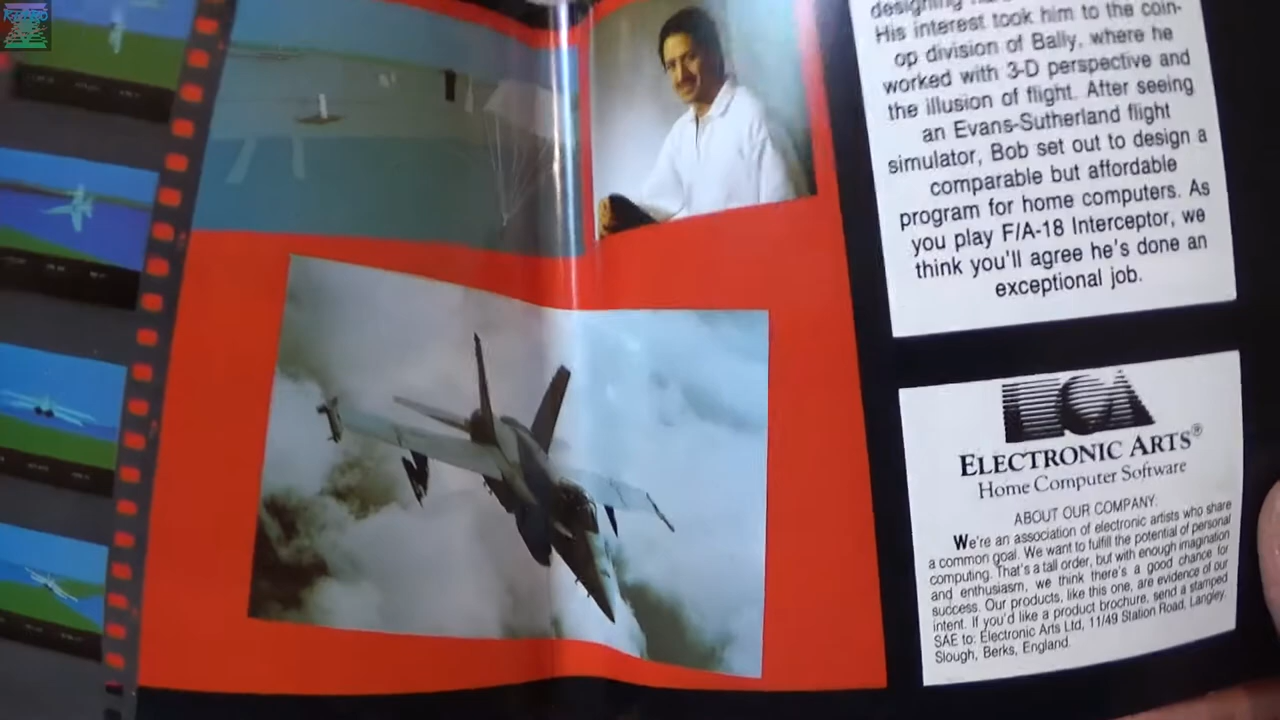 designing
His interest took him to the coin-
op division of Bally, where he
worked with 3-D perspective and
the illusion of flight. After seeing
an Evans-Sutherland flight
simulator, Bob set out to design a
comparable but affordable
program for home computers. As
you play F/A-18 Interceptor, we
think you'll agree he's done an
exceptional job.
ELECTRONIC ARTS®
Home Computer Software
ABOUT OUR COMPANY:
We're an association of electronic artists who share
a common goal. We want to fulfill the potential of personal
computing. That's a tall order, but with enough imagination
and enthusiasm, we think there's a good chance for
success. Our products, like this one, are evidence of our
intent. If you'd like a product brochure, send a stamped
SAE to: Electronic Arts Ltd, 11/49 Station Road, Langley,
Slough, Berks, England.